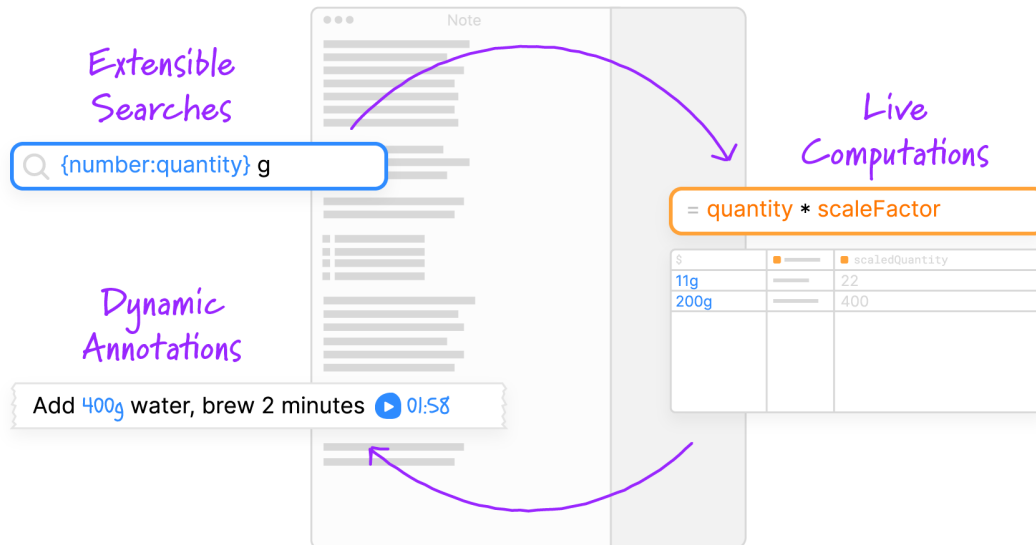 Note
Extensible
Searches
{number:quantity} g
Live
Computations
= quantity * scaleFactor
$ scaledQuantity
11g 22
200g 400
Dynamic
Annotations
Add 400g water, brew 2 minutes 01:58